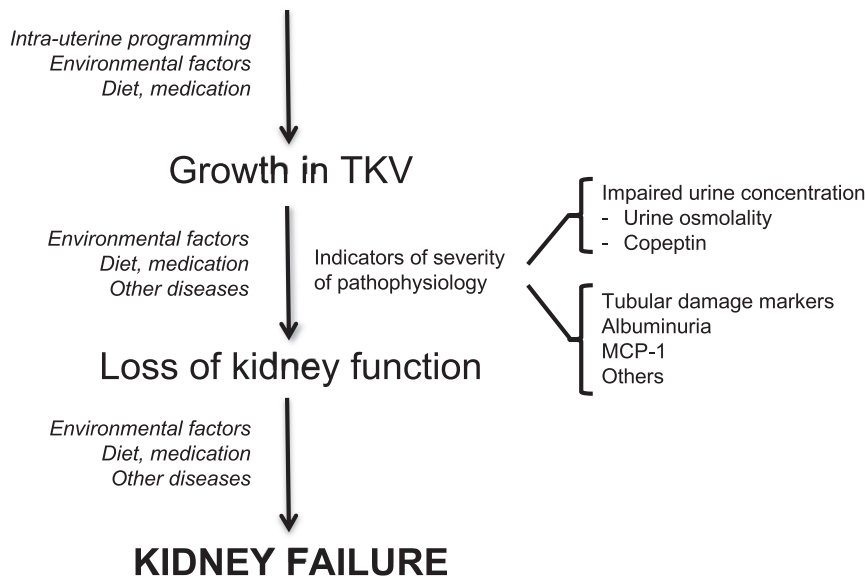 Intra-uterine programming
Environmental factors
Diet, medication
Growth in TKV
Environmental factors
Diet, medication
Other diseases
Indicators of severity
of pathophysiology
Impaired urine concentration
- Urine osmolality
- Copeptin
Tubular damage markers
Albuminuria
MCP-1
Others
Loss of kidney function
Environmental factors
Diet, medication
Other diseases
KIDNEY FAILURE